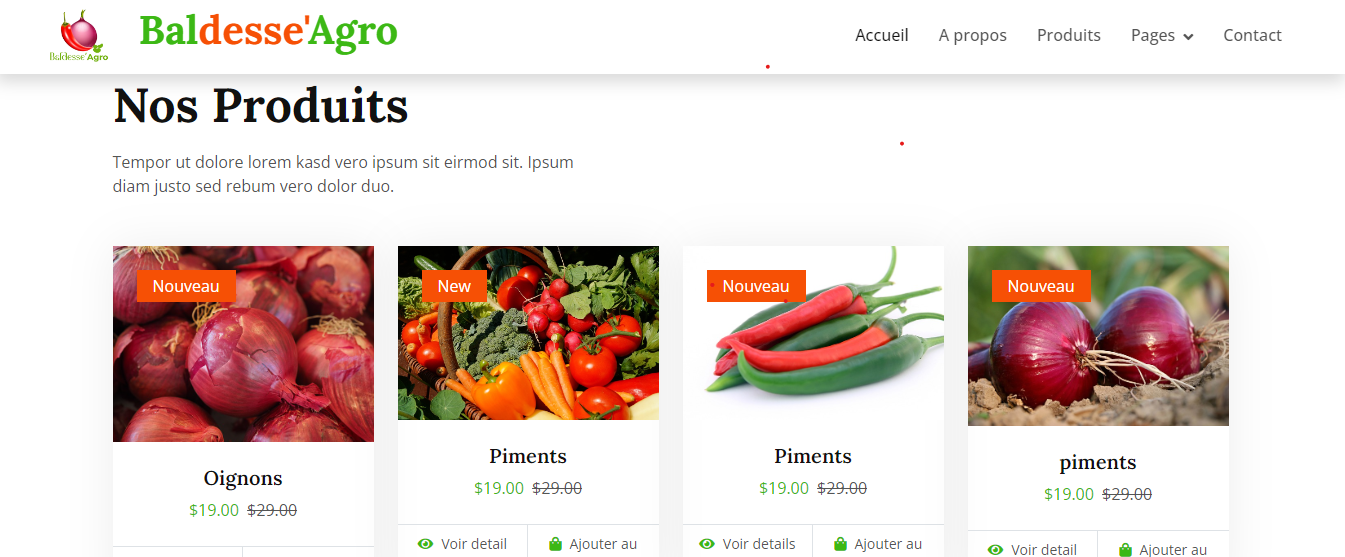 Baldesse'Agro
Baldesse'Agro
Accueil A propos Produits Pages Contact
Nos Produits
Tempor ut dolore lorem kasd vero ipsum sit eirmod sit. Ipsum
diam justo sed rebum vero dolor duo.
Nouveau
New
Nouveau
Nouveau
Oignons
$19.00 $29.00
Piments
$19.00 $29.00
Voir detail Ajouter au
Piments
$19.00 $29.00
Voir details Ajouter au
piments
$19.00 $29.00
Voir detail Ajouter au